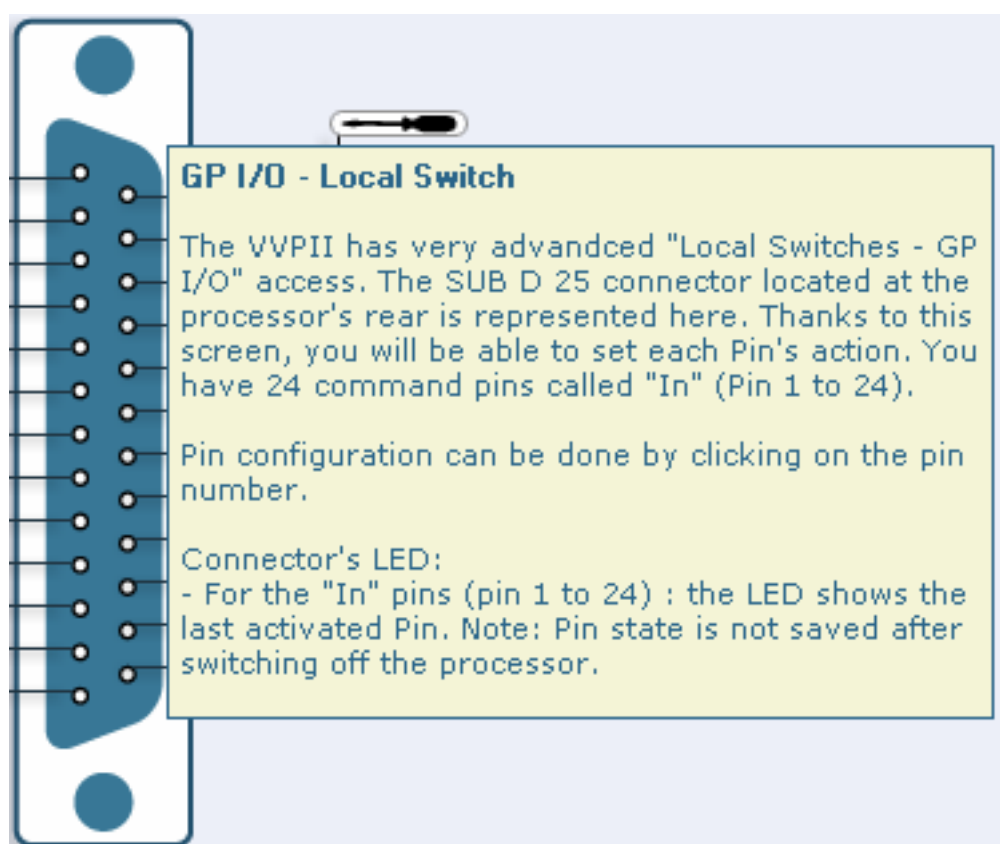 GP I/O - Local Switch
The VVPII has very advandced "Local Switches - GP
I/O" access. The SUB D 25 connector located at the
processor's rear is represented here. Thanks to this
screen, you will be able to set each Pin's action. You
have 24 command pins called "In" (Pin 1 to 24).
Pin configuration can be done by clicking on the pin
number.
Connector's LED:
- For the "In" pins (pin 1 to 24) : the LED shows the
last activated Pin. Note: Pin state is not saved after
switching off the processor.